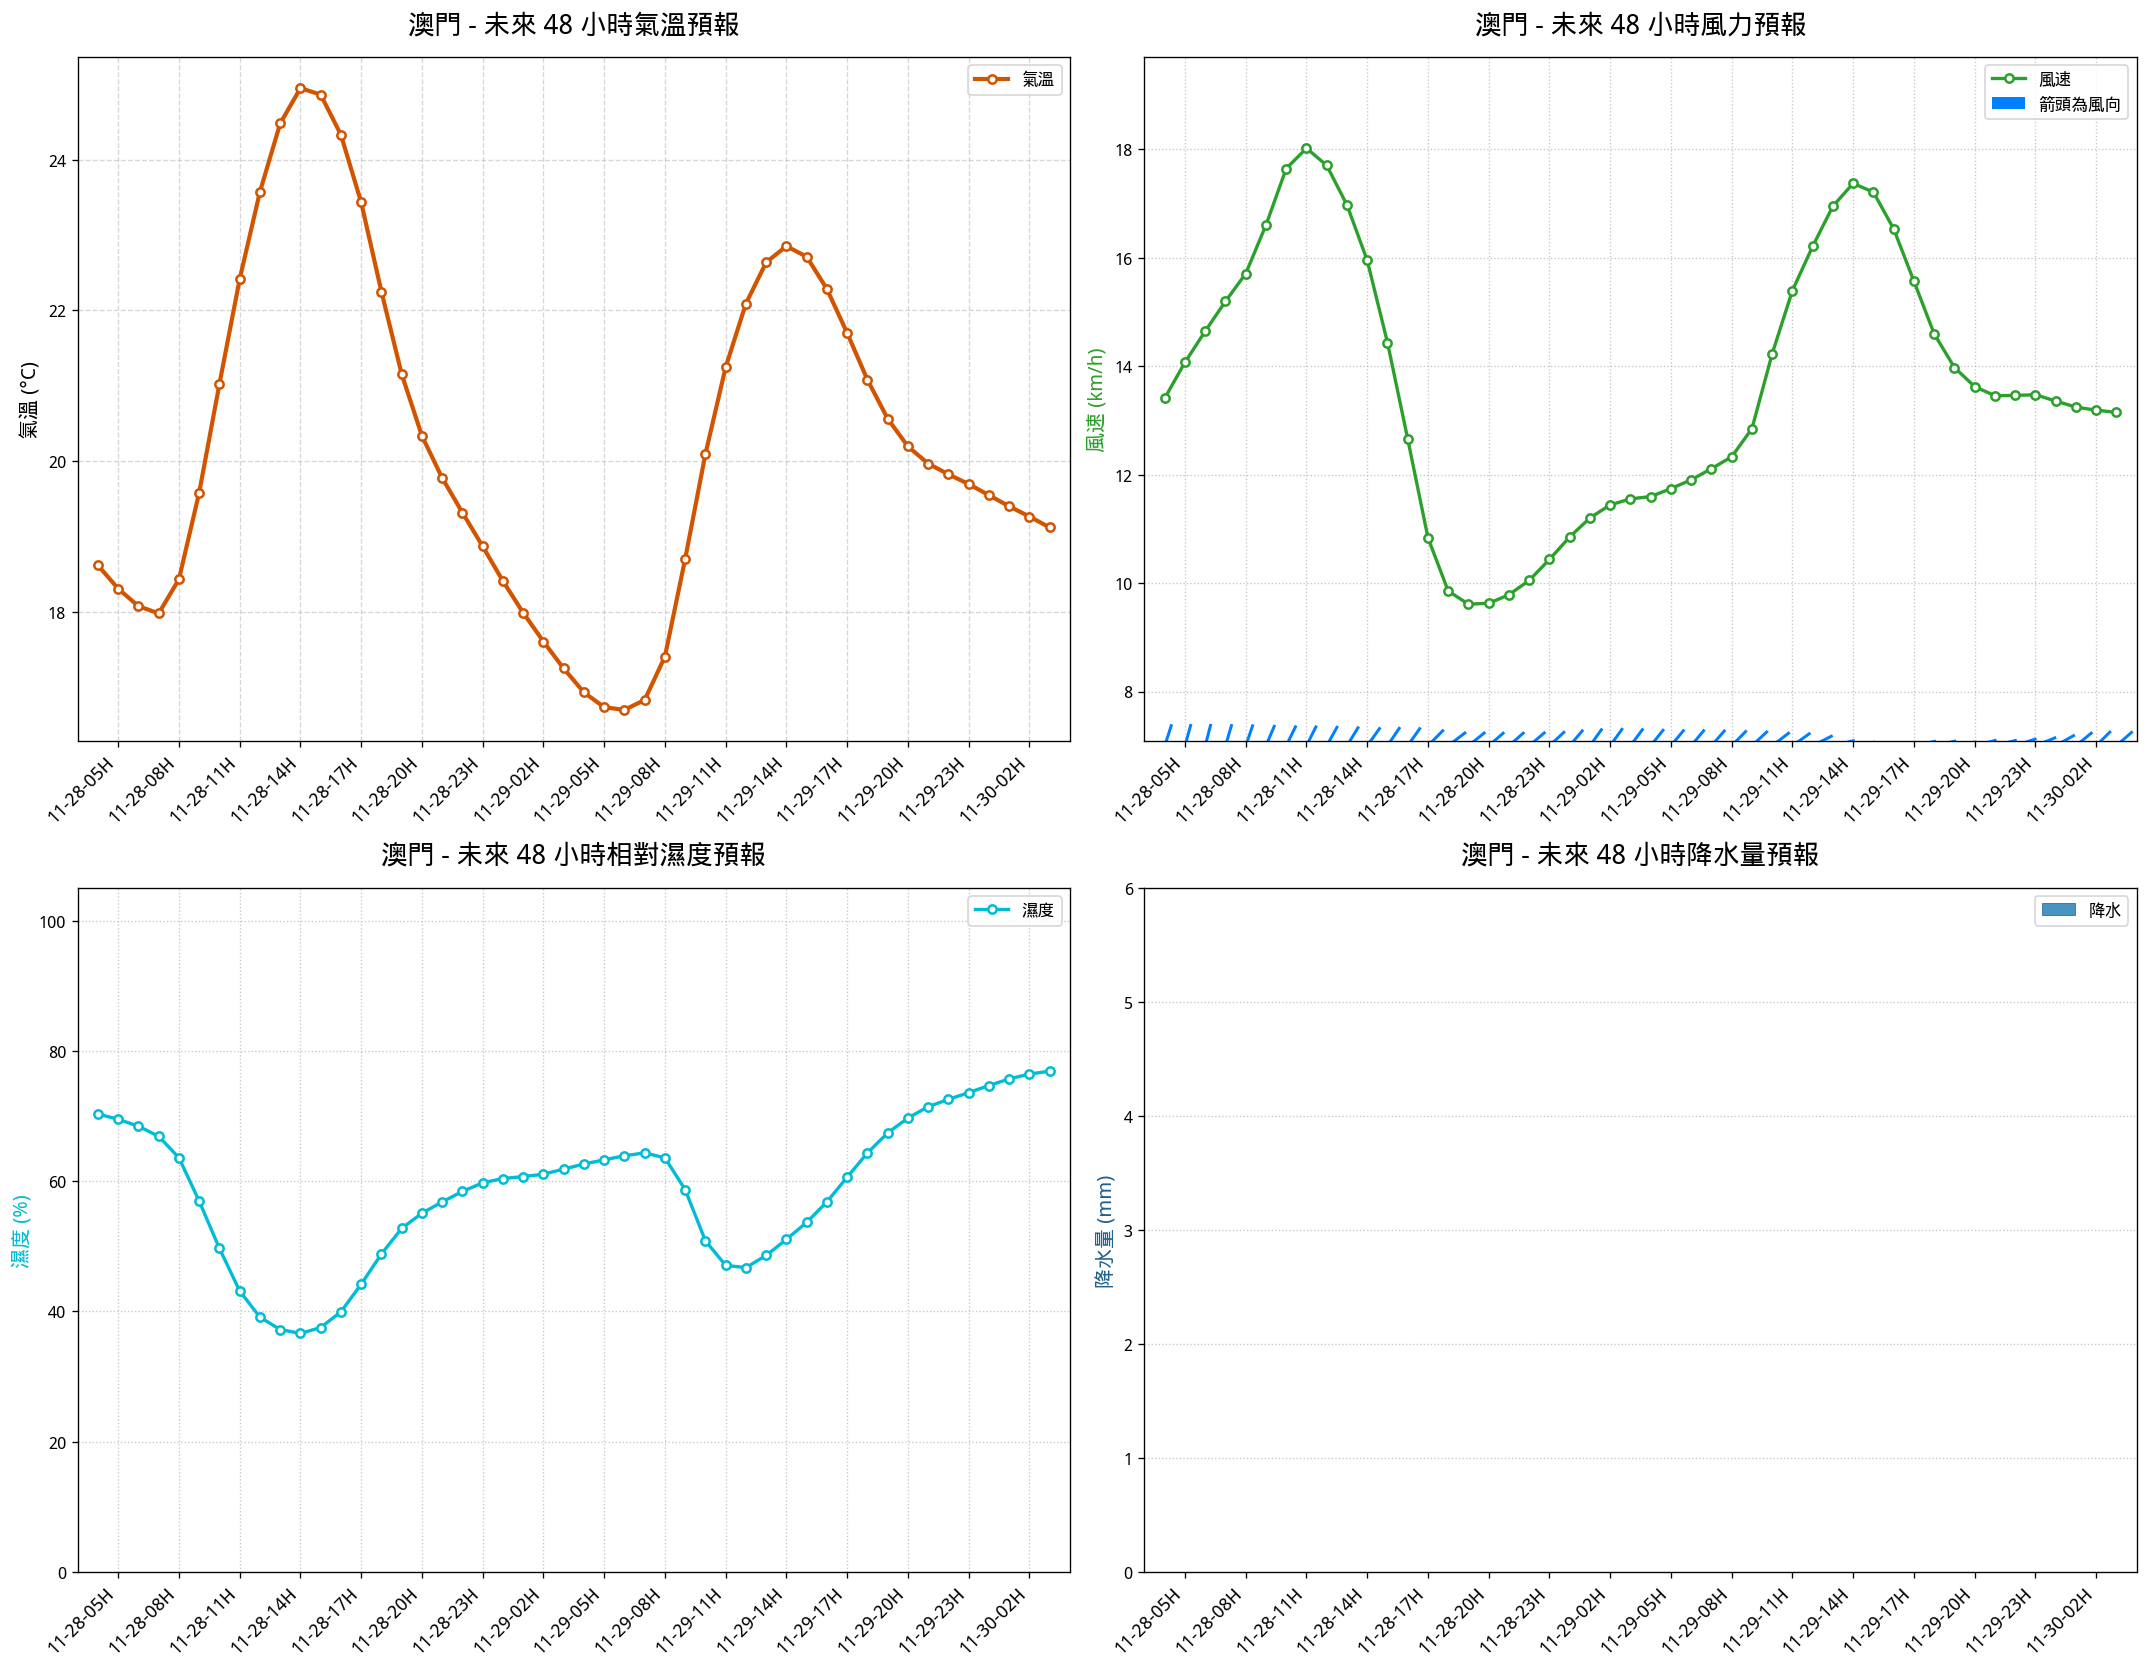 澳門 - 未來 48 小時氣溫預報
氣溫
氣溫 (°C)
24
22
20
18
11-28-05H
11-28-08H
11-28-11H
11-28-14H
11-28-17H
11-28-20H
11-28-23H
11-29-02H
11-29-05H
11-29-08H
11-29-11H
11-29-14H
11-29-17H
11-29-20H
11-29-23H
11-30-02H
澳門 - 未來 48 小時風力預報
風速
箭頭為風向
風速 (km/h)
18
16
14
12
10
8
11-28-05H
11-28-08H
11-28-11H
11-28-14H
11-28-17H
11-28-20H
11-28-23H
11-29-02H
11-29-05H
11-29-08H
11-29-11H
11-29-14H
11-29-17H
11-29-20H
11-29-23H
11-30-02H
澳門 - 未來 48 小時相對濕度預報
濕度
濕度 (%)
100
80
60
40
20
0
11-28-05H
11-28-08H
11-28-11H
11-28-14H
11-28-17H
11-28-20H
11-28-23H
11-29-02H
11-29-05H
11-29-08H
11-29-11H
11-29-14H
11-29-17H
11-29-20H
11-29-23H
11-30-02H
澳門 - 未來 48 小時降水量預報
降水
降水量 (mm)
6
5
4
3
2
1
0
11-28-05H
11-28-08H
11-28-11H
11-28-14H
11-28-17H
11-28-20H
11-28-23H
11-29-02H
11-29-05H
11-29-08H
11-29-11H
11-29-14H
11-29-17H
11-29-20H
11-29-23H
11-30-02H